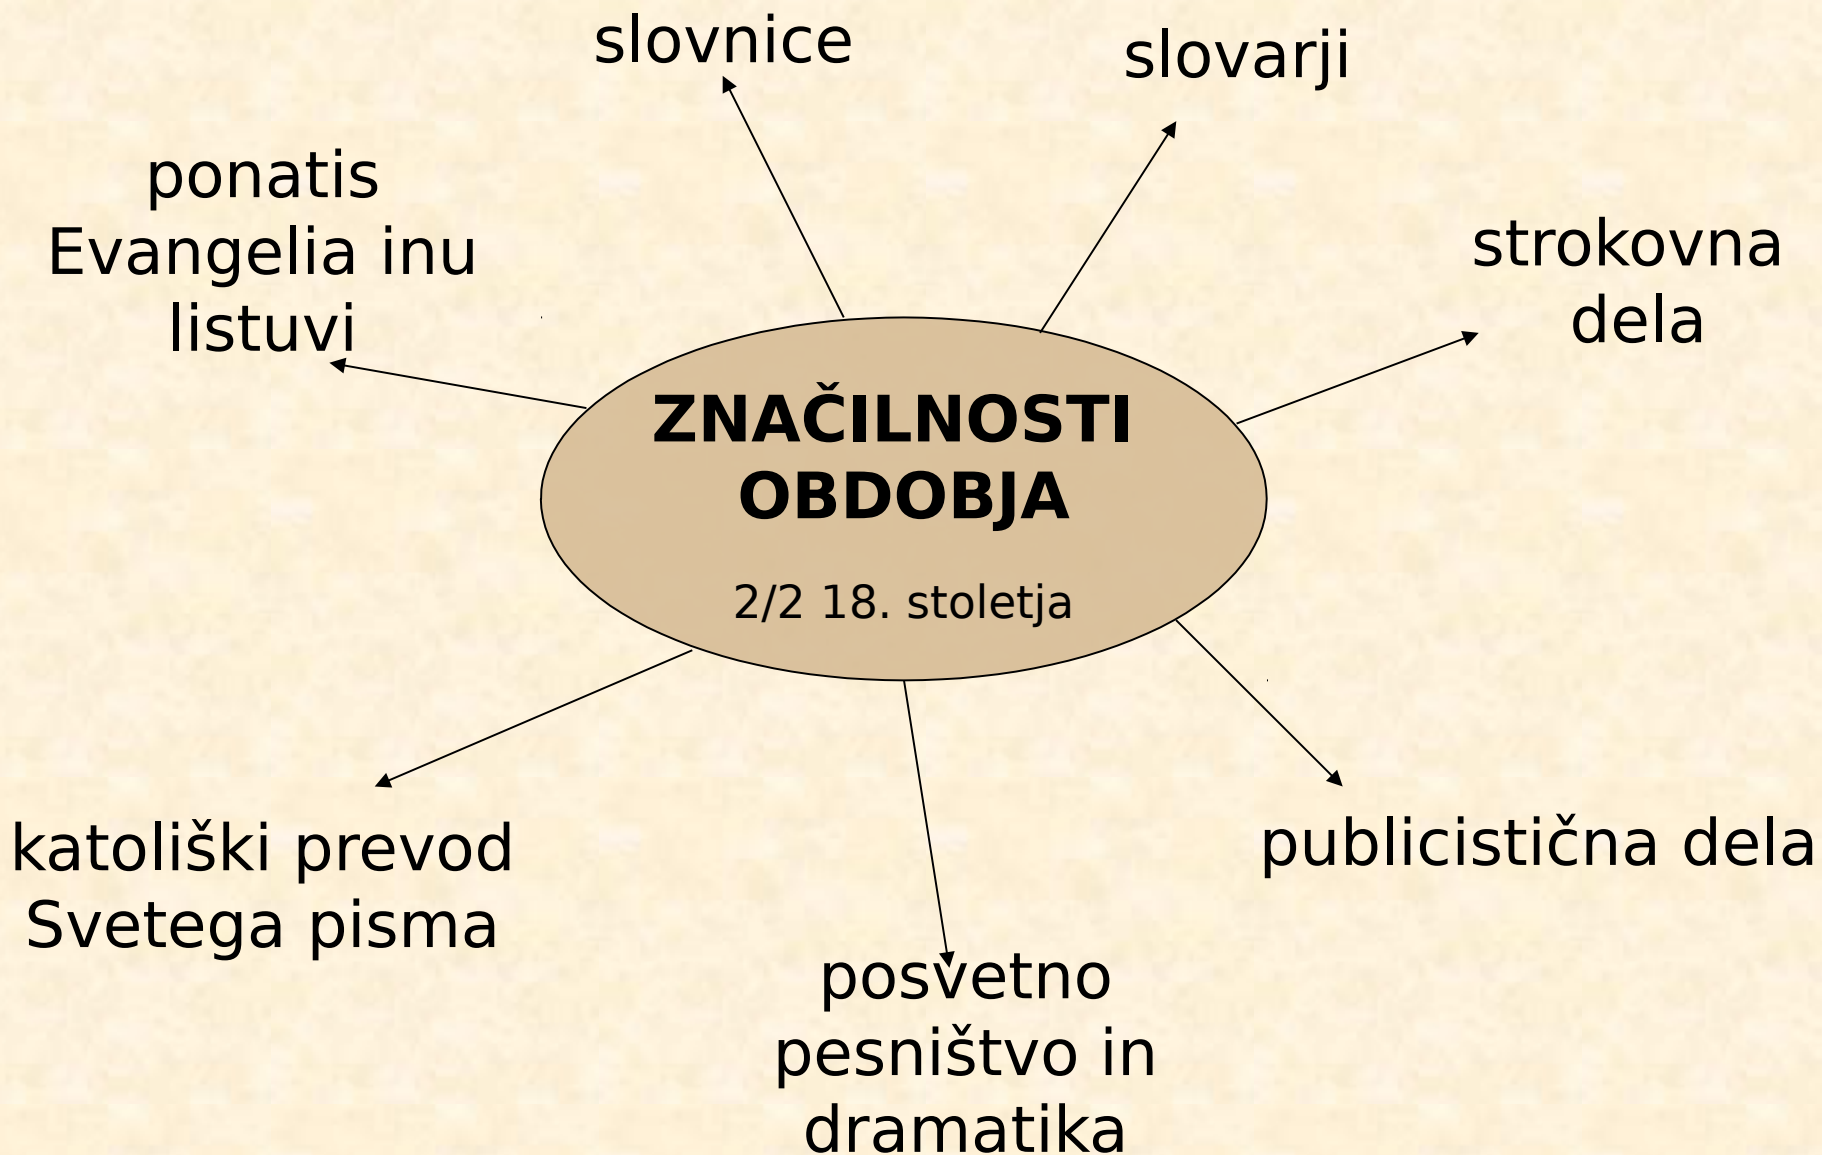 slovnice
slovarji
ponatis
Evangelia inu
listuvi
strokovna
dela
ZNAČILNOSTI
OBDOBJA
2/2 18. stoletja
katoliški prevod
Svetega pisma
publicistična dela
posvetno
pesništvo in
dramatika